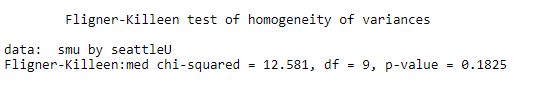 Fligner-Killeen test of homogeneity of variances
data:  smu by seattleU
Fligner-Killeen:med chi-squared = 12.581, df = 9, p-value = 0.1825